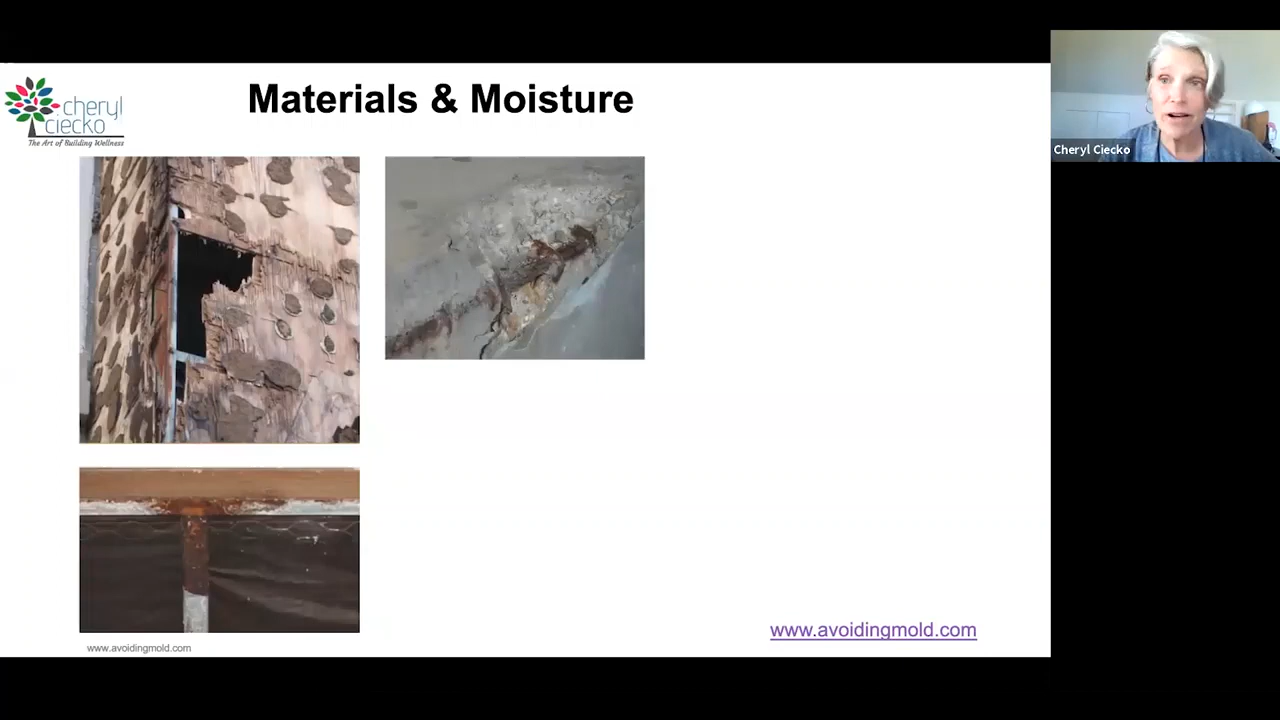 Materials & Moisture
cheryl
ciecko
The Art of Building Wellness
Cheryl Ciecko
www.avoidingmold.com
www.avoidingmold.com